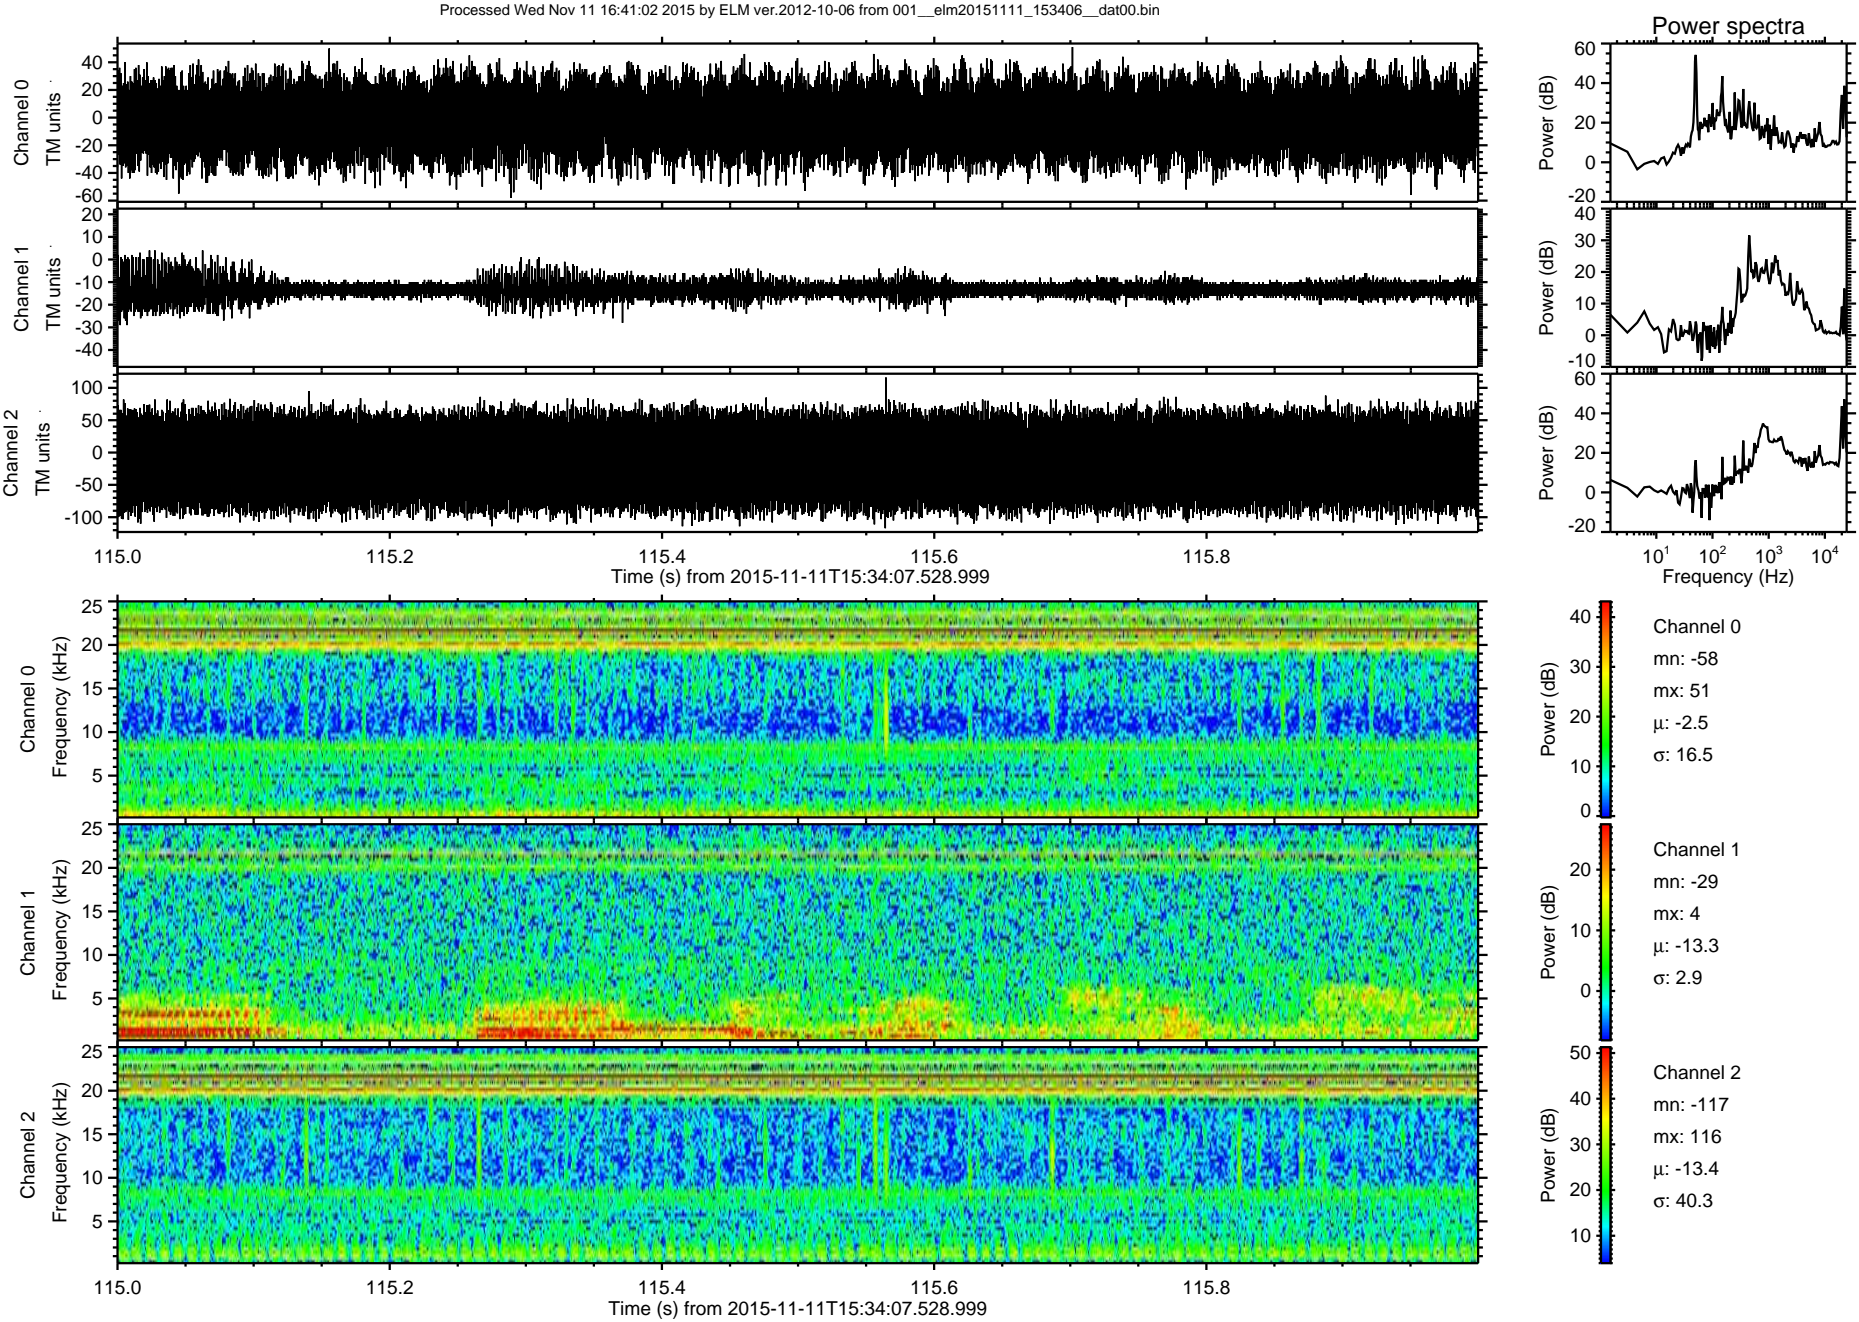 Processed Wed Nov 11 16:41:02 2015 by ELM ver.2012-10-06 from 001__elm20151111_153406__dat00.bin
Power spectra
Channel 0
TM units
40
20
0
-20
-40
-60
Power (dB)
60
40
20
0
-20
Channel 1
TM units
20
10
0
-10
-20
-30
-40
Power (dB)
40
30
20
10
0
-10
Channel 2
TM units
100
50
0
-50
-100
Power (dB)
60
40
20
0
-20
115.0 115.2 115.4 115.6 115.8
Time (s) from 2015-11-11T15:34:07.528.999
10^1 10^2 10^3 10^4
Frequency (Hz)
Channel 0
Frequency (kHz)
25
20
15
10
5
Power (dB)
40
30
20
10
0
Channel 0
mn: -58
mx: 51
µ: -2.5
σ: 16.5
Channel 1
Frequency (kHz)
25
20
15
10
5
Power (dB)
20
10
0
Channel 1
mn: -29
mx: 4
µ: -13.3
σ: 2.9
Channel 2
Frequency (kHz)
25
20
15
10
5
Power (dB)
50
40
30
20
10
Channel 2
mn: -117
mx: 116
µ: -13.4
σ: 40.3
115.0 115.2 115.4 115.6 115.8
Time (s) from 2015-11-11T15:34:07.528.999